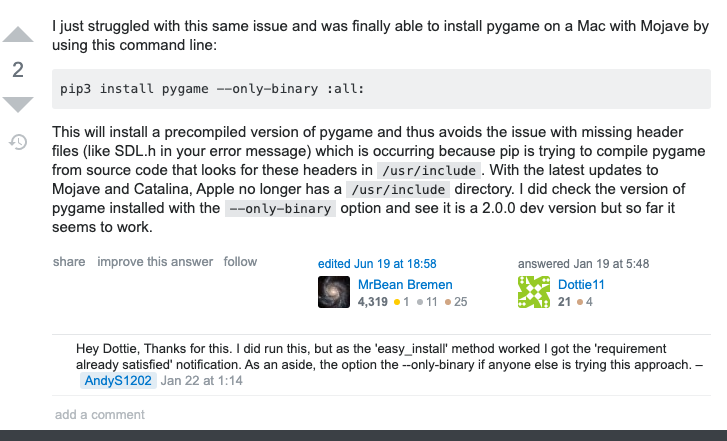 I just struggled with this same issue and was finally able to install pygame on a Mac with Mojave by
using this command line:
2
pip3 install pygame --only-binary :all:
This will install a precompiled version of pygame and thus avoids the issue with missing header
files (like SDL.h in your error message) which is occurring because pip is trying to compile pygame
from source code that looks for these headers in /usr/include . With the latest updates to
Mojave and Catalina, Apple no longer has a /usr/include directory. I did check the version of
pygame installed with the --only-binary option and see it is a 2.0.0 dev version but so far it
seems to work.
share improve this answer follow
edited Jun 19 at 18:58
MrBean Bremen
4,319 1 11 25
answered Jan 19 at 5:48
Dottie11
21 4
Hey Dottie, Thanks for this. I did run this, but as the 'easy_install' method worked I got the 'requirement
already satisfied' notification. As an aside, the option the --only-binary if anyone else is trying this approach. –
AndyS1202 Jan 22 at 1:14
add a comment